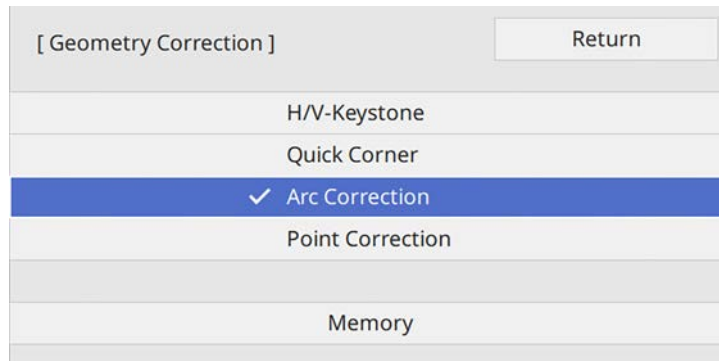 [ Geometry Correction ] Return
H/V-Keystone
Quick Corner
Arc Correction
Point Correction
Memory